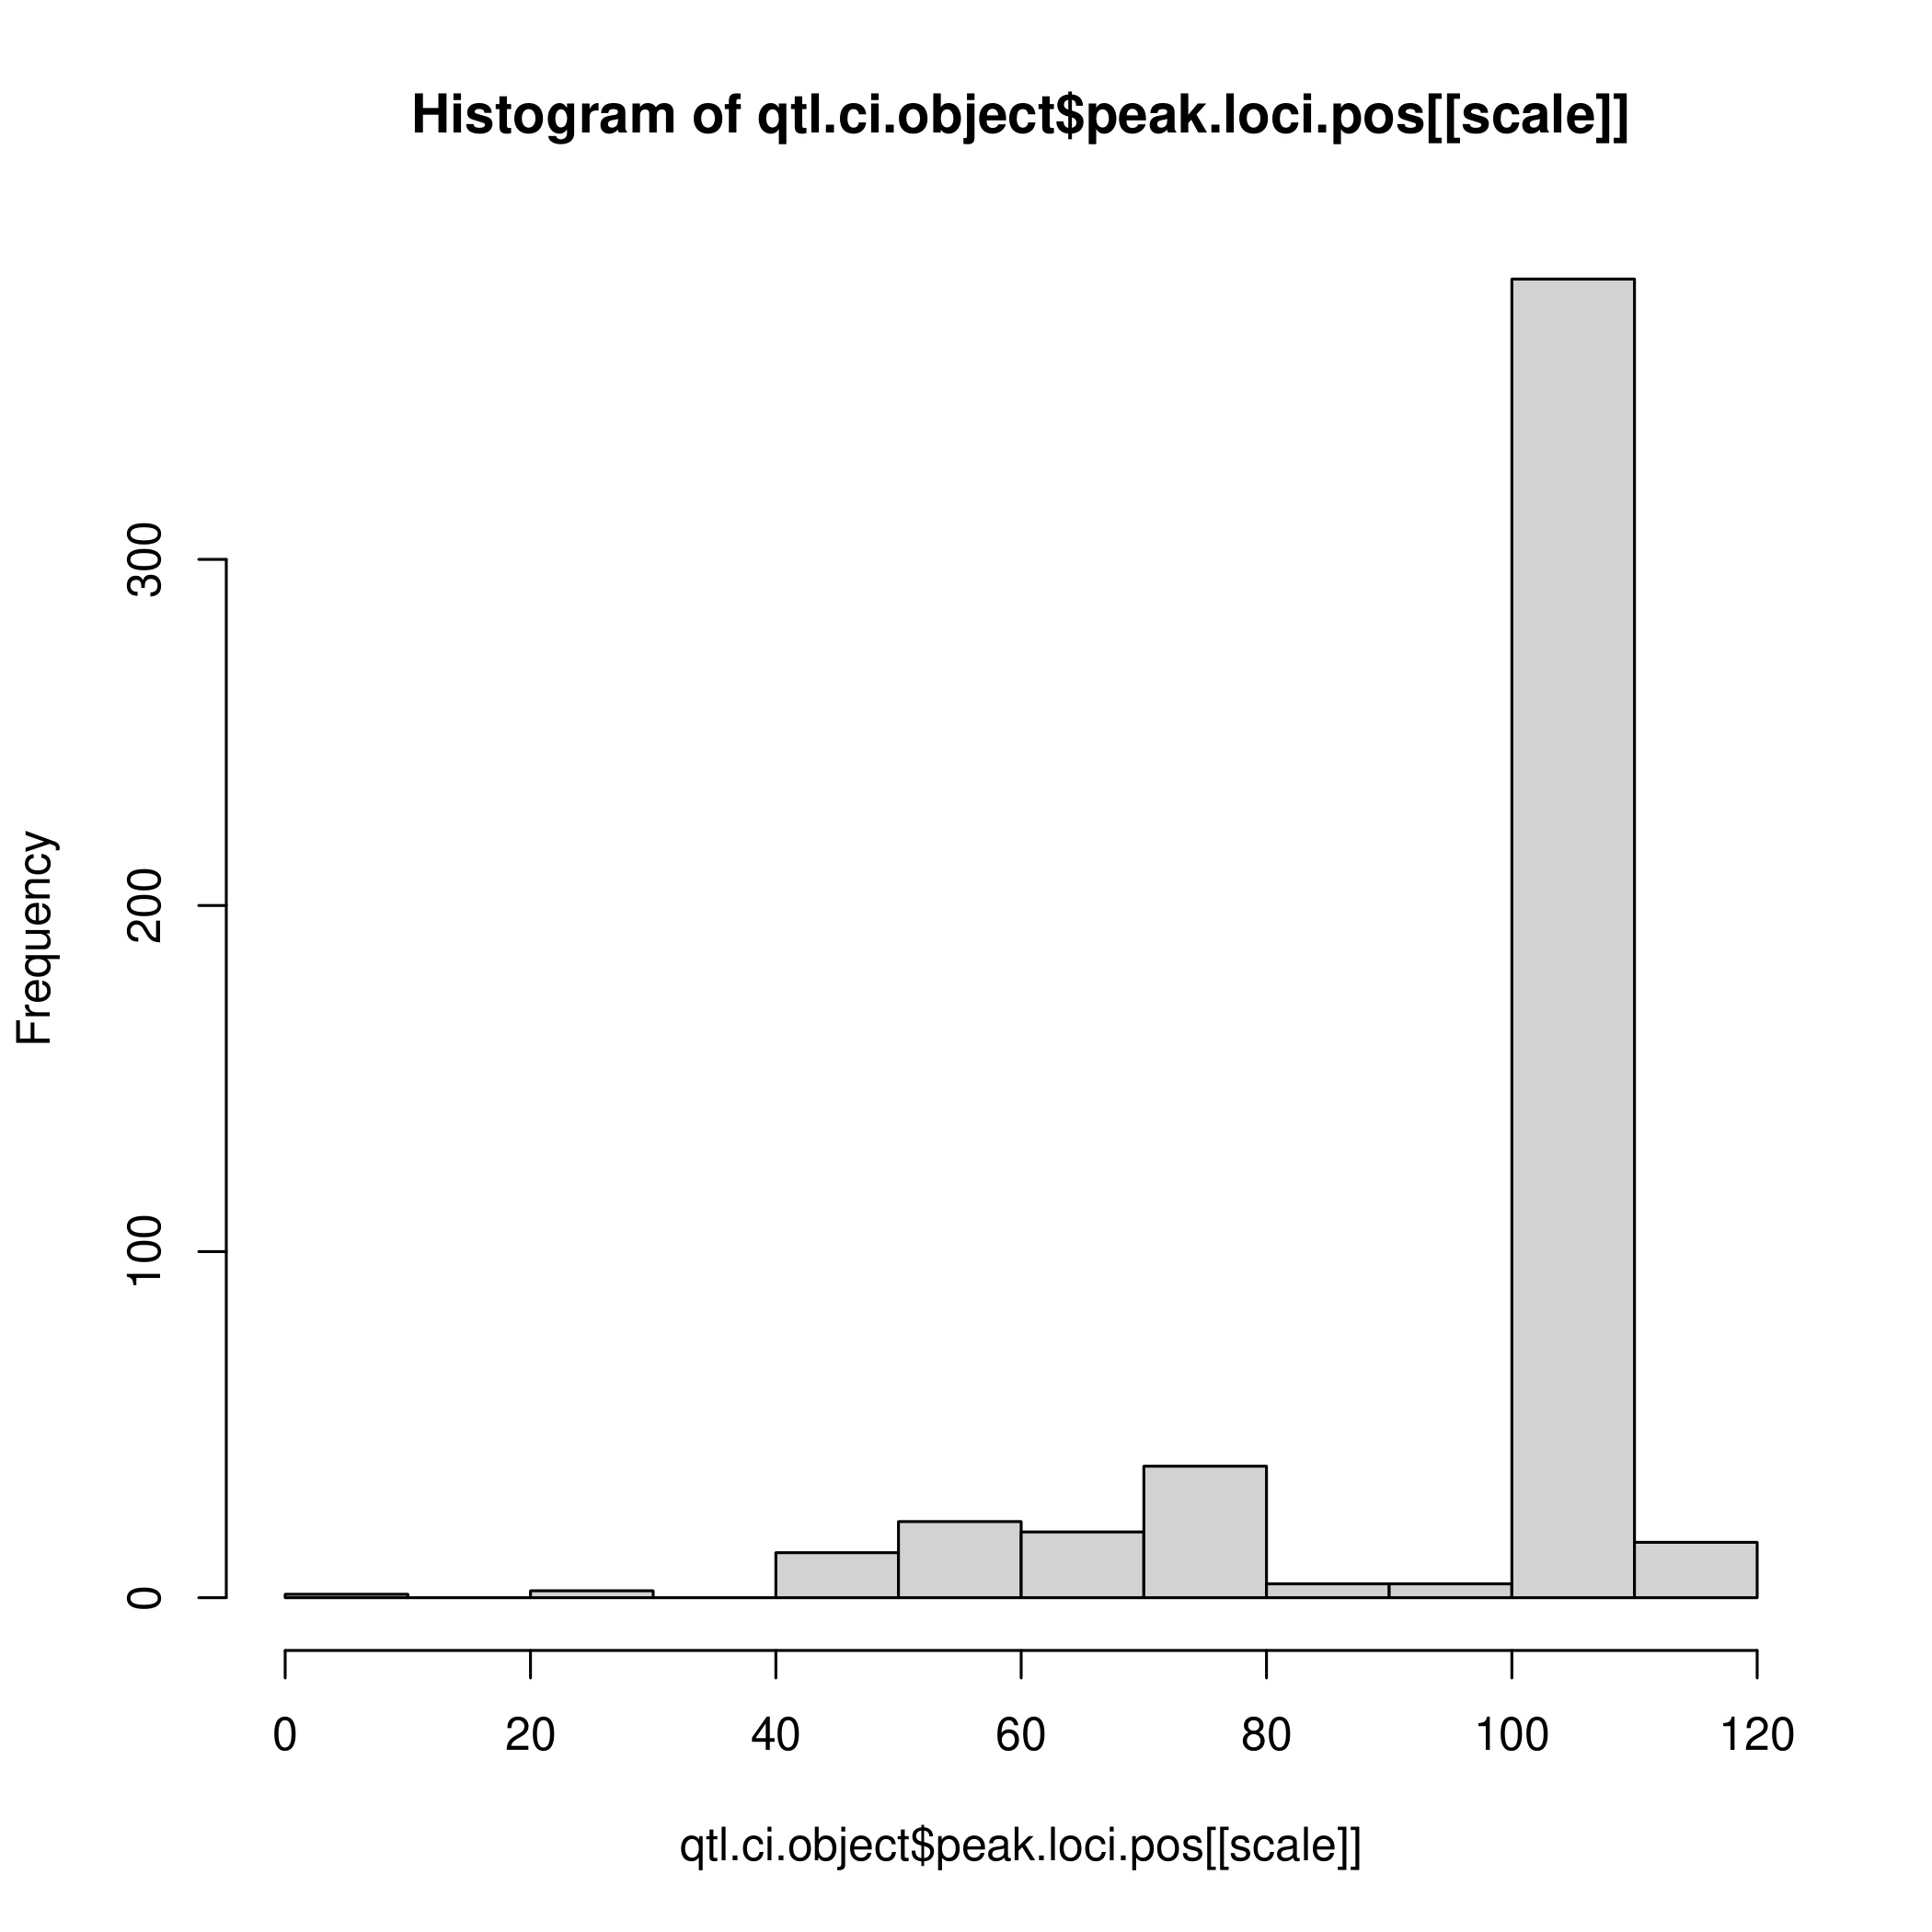 Histogram of qtl.ci.object$peak.loci.pos[[scale]]
Frequency
300
200
100
0
0 20 40 60 80 100 120
qtl.ci.object$peak.loci.pos[[scale]]